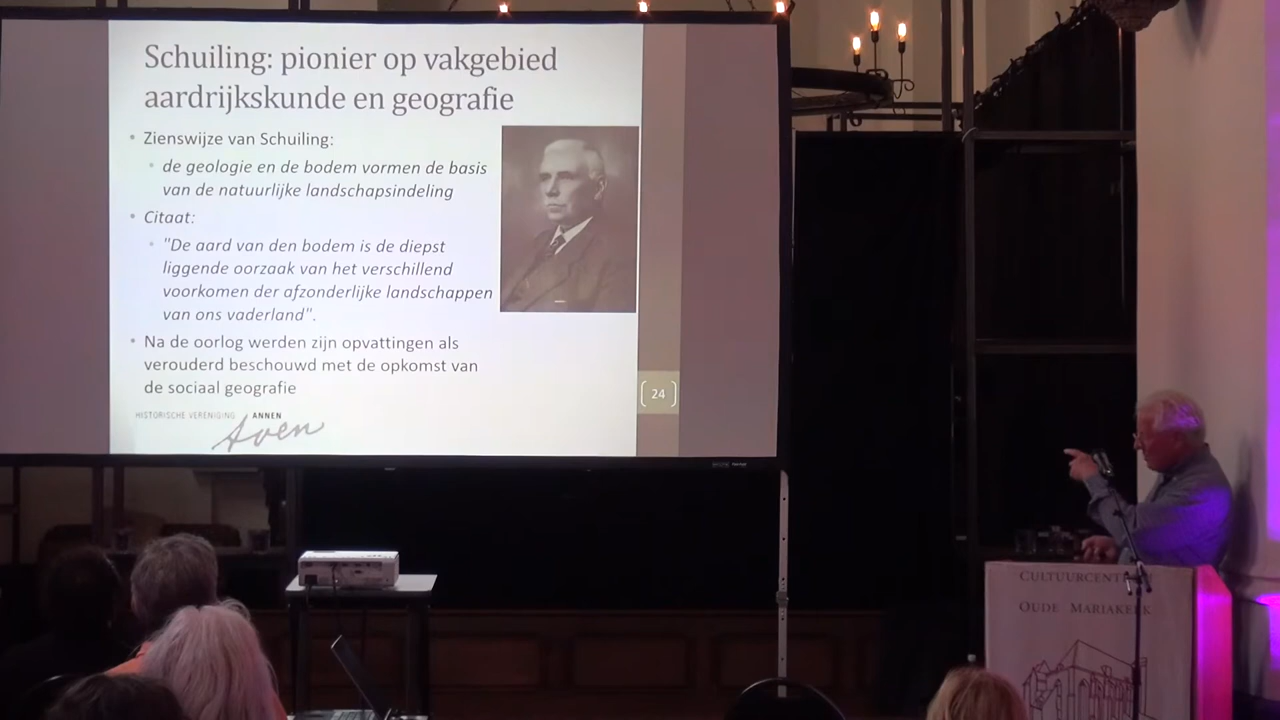 Schuiling: pionier op vakgebied
aardrijkskunde en geografie
• Zienswijze van Schuiling:
• de geologie en de bodem vormen de basis
van de natuurlijke landschapsindeling
• Citaat:
• "De aard van den bodem is de diepst
liggende oorzaak van het verschillend
voorkomen der afzonderlijke landschappen
van ons vaderland".
• Na de oorlog werden zijn opvattingen als
verouderd beschouwd met de opkomst van
de sociaal geografie
24
HISTORISCHE VERENIGING ANNEN
Aven
CULTUURCENT
OUDE MARIAKERK